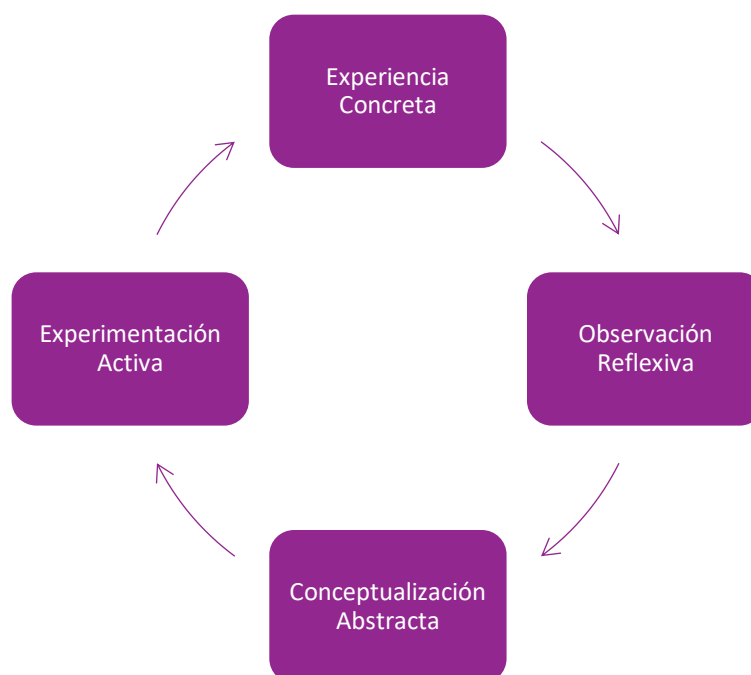 Experiencia
Concreta
Observación
Reflexiva
Conceptualización
Abstracta
Experimentación
Activa